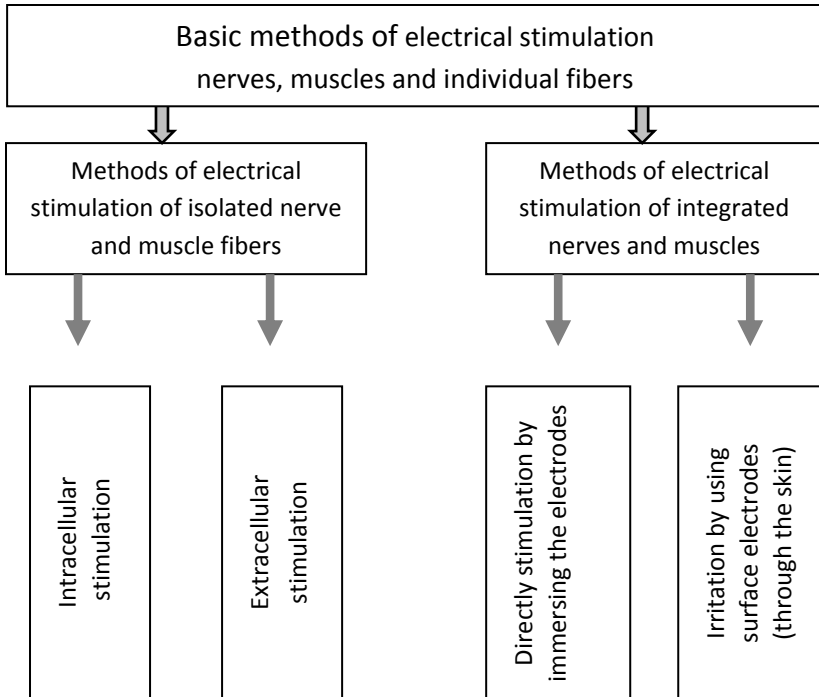 Basic methods of electrical stimulation
nerves, muscles and individual fibers
Methods of electrical
stimulation of isolated nerve
and muscle fibers
Methods of electrical
stimulation of integrated
nerves and muscles
Intracellular
stimulation
Extracellular
stimulation
Directly stimulation by
immersing the electrodes
Irritation by using
surface electrodes
(through the skin)